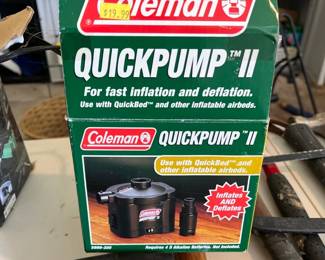 Coleman
$19.99
QUICKPUMP™ II
For fast inflation and deflation.
Use with QuickBed™ and other inflatable airbeds.
Coleman QUICKPUMP™ II
Use with QuickBed™ and
other inflatable airbeds.
Inflates
AND
Deflates
Coleman
Requires 4 D Alkaline Batteries. Not Included.